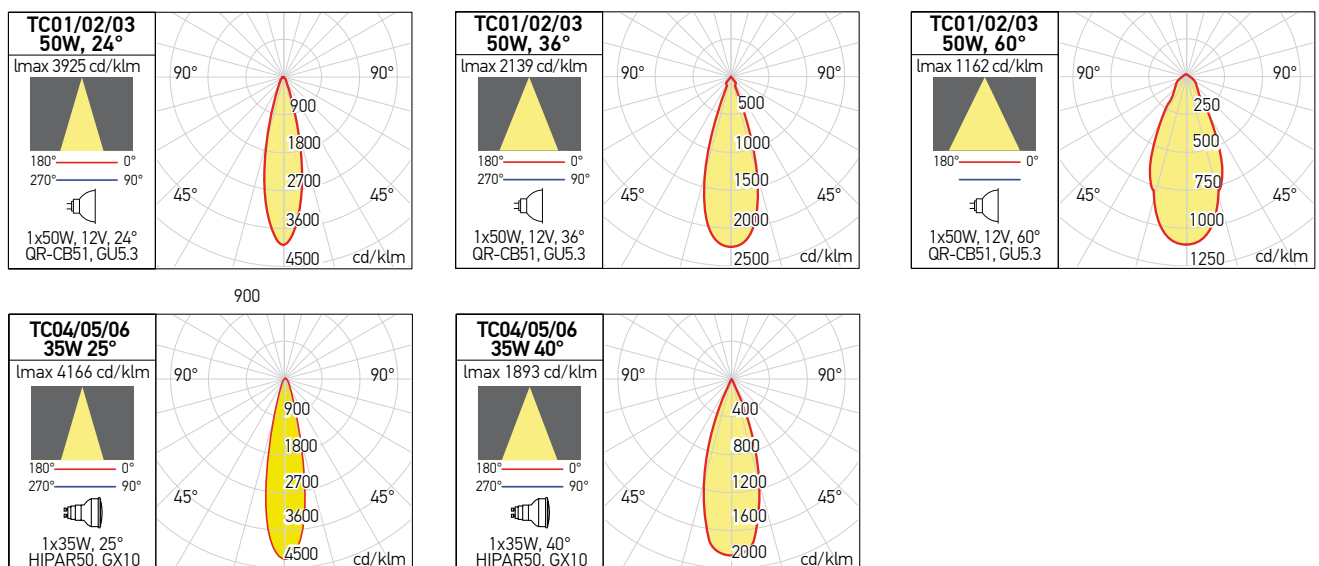 TC01/02/03
50W, 24°
lmax 3925 cd/klm
180° 0°
270° 90°
1x50W, 12V, 24°
QR-CB51, GU5.3
90° 90°
900
1800
45° 2700 45°
3600
4500 cd/klm
TC01/02/03
50W, 36°
lmax 2139 cd/klm
180° 0°
270° 90°
1x50W, 12V, 36°
QR-CB51, GU5.3
90° 90°
500
1000
45° 1500 45°
2000
2500 cd/klm
TC01/02/03
50W, 60°
lmax 1162 cd/klm
180° 0°
1x50W, 12V, 60°
QR-CB51, GU5.3
90° 90°
250
500
45° 750 45°
1000
1250 cd/klm
900
TC04/05/06
35W 25°
lmax 4166 cd/klm
180° 0°
270° 90°
1x35W, 25°
HIPAR50, GX10
90° 90°
900
1800
2700
45° 45°
3600
4500 cd/klm
TC04/05/06
35W 40°
lmax 1893 cd/klm
180° 0°
270° 90°
1x35W, 40°
HIPAR50, GX10
90° 90°
400
800
1200
45° 45°
1600
2000 cd/klm